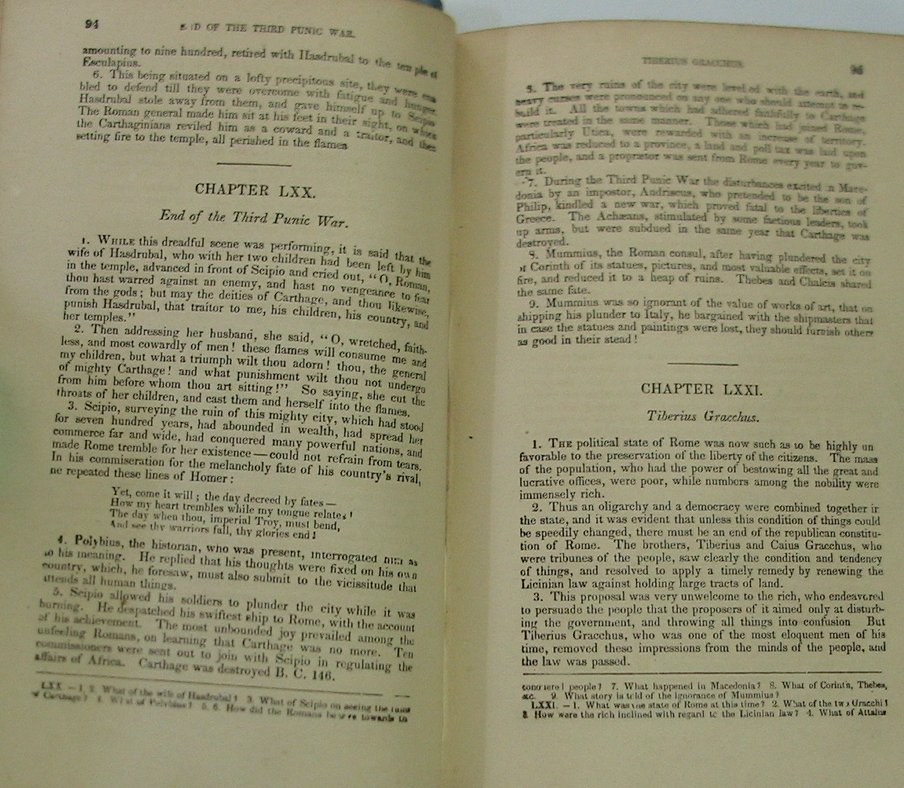 94 END OF THE THIRD PUNIC WAR.
amounting to nine hundred, retired with Hasdrubal to the temple of
Esculapius.
6. This being situated on a lofty precipitous site, they were ena
bled to defend till they were overcome with fatigue and hunger.
Hasdrubal stole away from them, and gave himself up to Scipio
The Roman general made him sit at his feet in their sight, on which
the Carthaginians reviled him as a coward and a traitor, and then
setting fire to the temple, all perished in the flames
CHAPTER LXX.
End of the Third Punic War.
1. WHILE this dreadful scene was performing, it is said that the
wife of Hasdrubal, who with her two children had been left by him
in the temple, advanced in front of Scipio and cried out, "O, Roman,
thou hast warred against an enemy, and hast no vengeance to fear
from the gods; but may the deities of Carthage, and thou likewise,
punish Hasdrubal, that traitor to me, his children, his country, and
her temples."
2. Then addressing her husband, she said, "O, wretched, faith-
less, and most cowardly of men! these flames will consume me and
my children, but what a triumph wilt thou adorn! thou, the general
of mighty Carthage! and what punishment wilt thou not undergo
from him before whom thou art sitting!" So saying, she cut the
throats of her children, and cast them and herself into the flames.
3. Scipio, surveying the ruin of this mighty city, which had stood
for seven hundred years, had abounded in wealth, had spread her
commerce far and wide, had conquered many powerful nations, and
made Rome tremble for her existence—could not refrain from tears.
In his commiseration for the melancholy fate of his country's rival,
he repeated these lines of Homer:
Yet, come it will; the day decreed by fates—
How my heart trembles while my tongue relates!
The day when thou, imperial Troy, must bend,
And see thy warriors fall, thy glories end!
4. Polybius, the historian, who was present, interrogated him as
to his meaning. He replied that his thoughts were fixed on his own
country, which, he foresaw, must also submit to the vicissitude that
attends all human things.
5. Scipio allowed his soldiers to plunder the city while it was
burning. He despatched his swiftest ship to Rome, with the account
of his achievement. The most unbounded joy prevailed among the
unfeeling Romans, on learning that Carthage was no more. Ten
commissioners were sent out to join with Scipio in regulating the
affairs of Africa. Carthage was destroyed B. C. 146.
LXX.—1, 2. What of the wife of Hasdrubal? 3. What of Scipio on seeing the ruins
of Carthage? 4. What of Polybius? 5, 6. How did the Romans behave towards to
TIBERIUS GRACCHUS. 95
5. The very ruins of the city were leveled with the earth, and
heavy curses were pronounced on any one who should attempt to re-
build it. All the towns which had adhered faithfully to Carthage
were treated in the same manner. Those which had joined Rome,
particularly Utica, were rewarded with an increase of territory.
Africa was reduced to a province, a land and poll tax was laid upon
the people, and a proprætor was sent from Rome every year to gov-
ern it.
7. During the Third Punic War the disturbances excited in Mace-
donia by an impostor, Andriscus, who pretended to be the son of
Philip, kindled a new war, which proved fatal to the liberties of
Greece. The Achæans, stimulated by some factious leaders, took
up arms, but were subdued in the same year that Carthage was
destroyed.
8. Mummius, the Roman consul, after having plundered the city
of Corinth of its statues, pictures, and most valuable effects, set it on
fire, and reduced it to a heap of ruins. Thebes and Chalcis shared
the same fate.
9. Mummius was so ignorant of the value of works of art, that on
shipping his plunder to Italy, he bargained with the shipmasters that
in case the statues and paintings were lost, they should furnish others
as good in their stead!
CHAPTER LXXI.
Tiberius Gracchus.
1. THE political state of Rome was now such as to be highly un
favorable to the preservation of the liberty of the citizens. The mass
of the population, who had the power of bestowing all the great and
lucrative offices, were poor, while numbers among the nobility were
immensely rich.
2. Thus an oligarchy and a democracy were combined together in
the state, and it was evident that unless this condition of things could
be speedily changed, there must be an end of the republican constitu-
tion of Rome. The brothers, Tiberius and Caius Gracchus, who
were tribunes of the people, saw clearly the condition and tendency
of things, and resolved to apply a timely remedy by renewing the
Licinian law against holding large tracts of land.
3. This proposal was very unwelcome to the rich, who endeavored
to persuade the people that the proposers of it aimed only at disturb-
ing the government, and throwing all things into confusion But
Tiberius Gracchus, who was one of the most eloquent men of his
time, removed these impressions from the minds of the people, and
the law was passed.
conquered people? 7. What happened in Macedonia? 8. What of Corinth, Thebes,
&c. 9. What story is told of the ignorance of Mummius?
LXXI.—1. What was the state of Rome at this time? 2. What of the two Gracchi?
3. How were the rich inclined with regard to the Licinian law? 4. What of Attalus